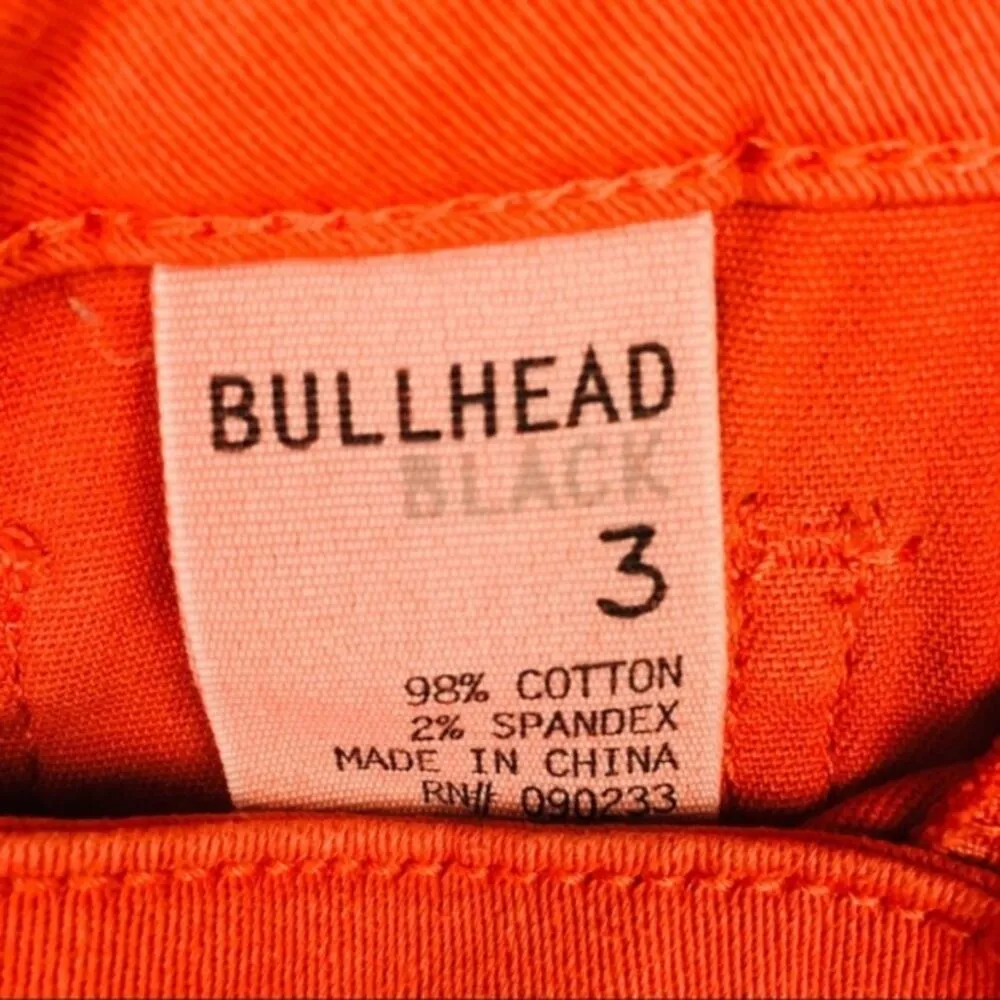 BULLHEAD
BLACK
3
98% COTTON
2% SPANDEX
MADE IN CHINA
RN# 090233